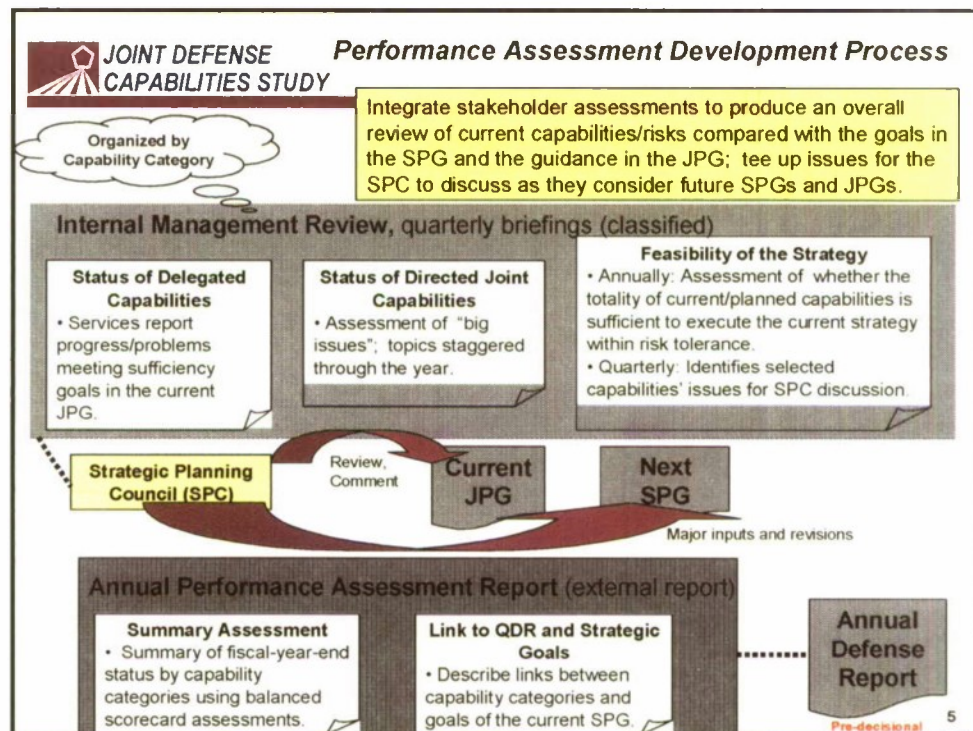 JOINT DEFENSE
CAPABILITIES STUDY
Performance Assessment Development Process
Integrate stakeholder assessments to produce an overall
review of current capabilities/risks compared with the goals in
the SPG and the guidance in the JPG; tee up issues for the
SPC to discuss as they consider future SPGs and JPGs.
Organized by
Capability Category
Internal Management Review, quarterly briefings (classified)
Status of Delegated
Capabilities
• Services report
progress/problems
meeting sufficiency
goals in the current
JPG.
Status of Directed Joint
Capabilities
• Assessment of "big
issues"; topics staggered
through the year.
Feasibility of the Strategy
• Annually: Assessment of whether the
totality of current/planned capabilities is
sufficient to execute the current strategy
within risk tolerance.
• Quarterly: Identifies selected
capabilities' issues for SPC discussion.
Strategic Planning
Council (SPC)
Review,
Comment
Current
JPG
Next
SPG
Major inputs and revisions
Annual Performance Assessment Report (external report)
Summary Assessment
• Summary of fiscal-year-end
status by capability
categories using balanced
scorecard assessments.
Link to QDR and Strategic
Goals
• Describe links between
capability categories and
goals of the current SPG.
Annual
Defense
Report
Pre-decisional
5